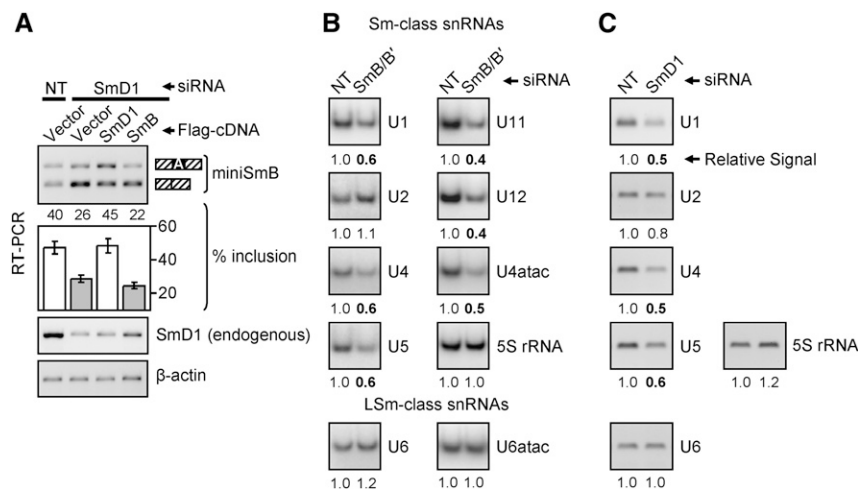 A
NT SmD1 siRNA
Vector Vector SmD1 SmB Flag-cDNA
A
miniSmB
40 26 45 22
RT-PCR
60
40
20
% inclusion
SmD1 (endogenous)
β-actin
B
Sm-class snRNAs
NT SmB/B' NT SmB/B' siRNA
U1 U11
1.0 0.6 1.0 0.4
U2 U12
1.0 1.1 1.0 0.4
U4 U4atac
1.0 0.6 1.0 0.5
U5 5S rRNA
1.0 0.6 1.0 1.0
LSm-class snRNAs
U6 U6atac
1.0 1.2 1.0 1.0
C
NT SmD1 siRNA
U1
1.0 0.5 Relative Signal
U2
1.0 0.8
U4
1.0 0.5
U5 5S rRNA
1.0 0.6 1.0 1.2
U6
1.0 1.0